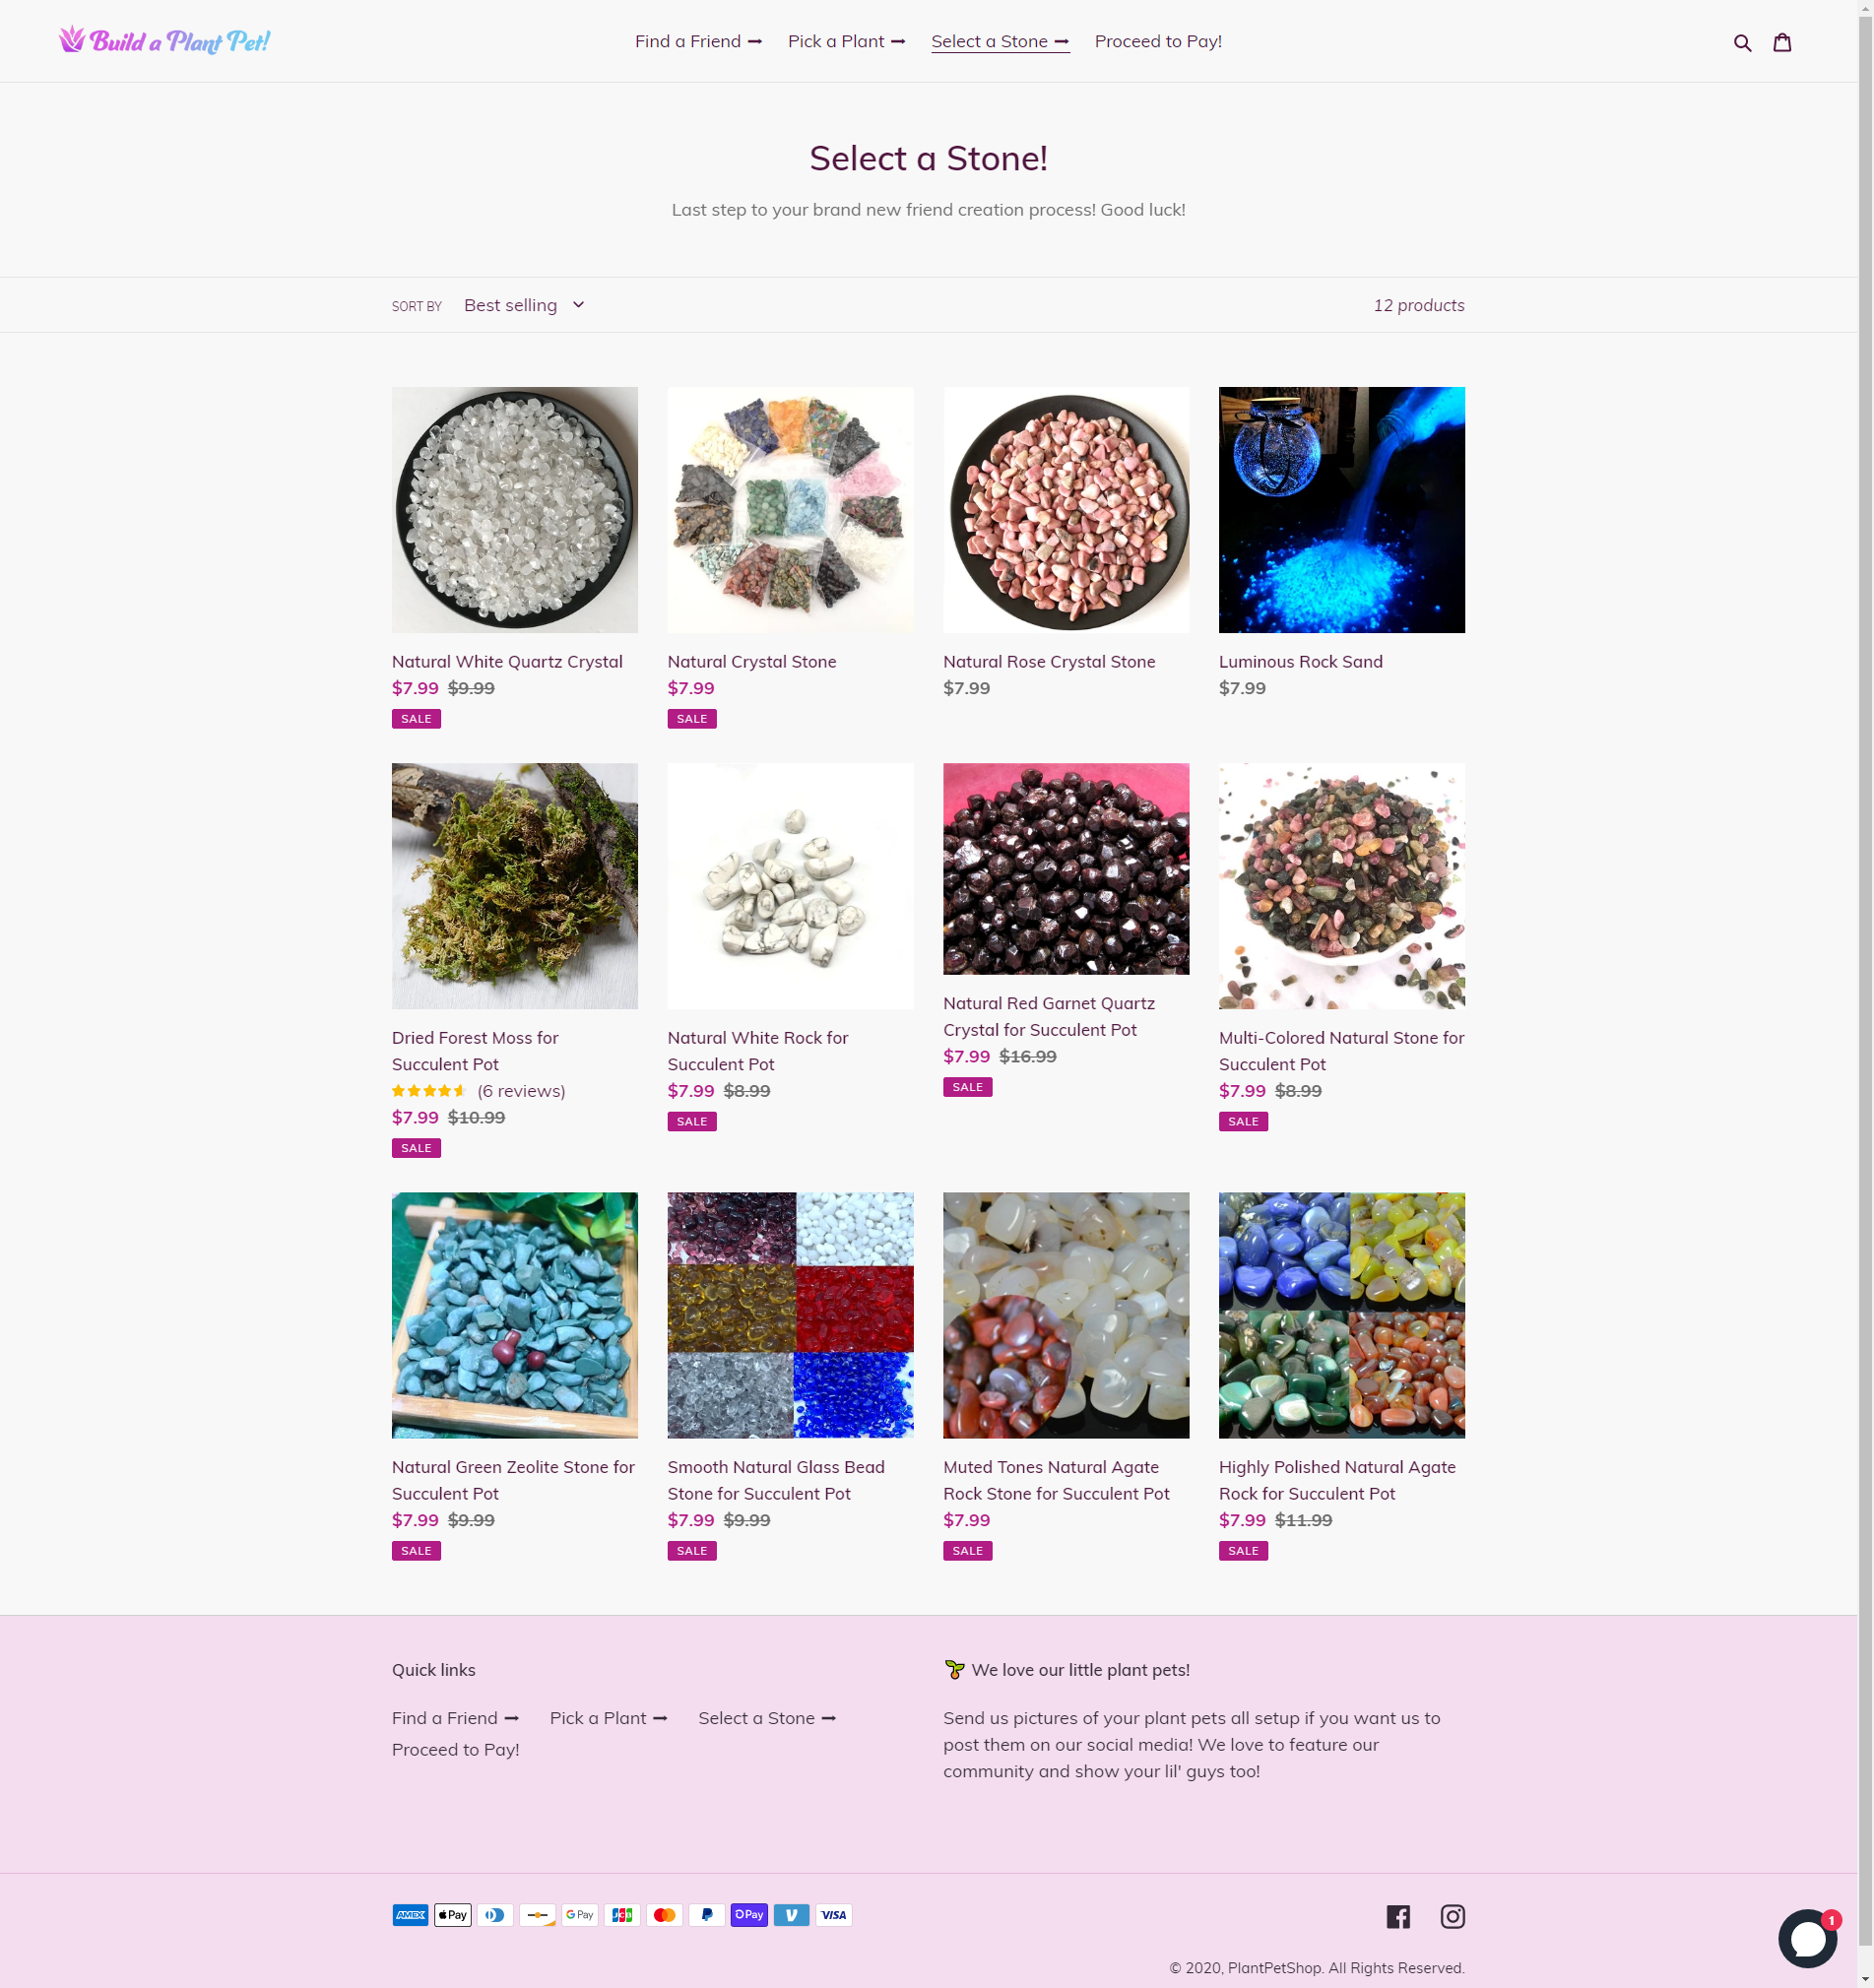 Build a Plant Pet!
Find a Friend ➞ Pick a Plant ➞ Select a Stone ➞ Proceed to Pay!
Select a Stone!
Last step to your brand new friend creation process! Good luck!
SORT BY Best selling
12 products
Natural White Quartz Crystal
$7.99 $9.99
SALE
Natural Crystal Stone
$7.99
SALE
Natural Rose Crystal Stone
$7.99
Luminous Rock Sand
$7.99
Dried Forest Moss for
Succulent Pot
(6 reviews)
$7.99 $10.99
SALE
Natural White Rock for
Succulent Pot
$7.99 $8.99
SALE
Natural Red Garnet Quartz
Crystal for Succulent Pot
$7.99 $16.99
SALE
Multi-Colored Natural Stone for
Succulent Pot
$7.99 $8.99
SALE
Natural Green Zeolite Stone for
Succulent Pot
$7.99 $9.99
SALE
Smooth Natural Glass Bead
Stone for Succulent Pot
$7.99 $9.99
SALE
Muted Tones Natural Agate
Rock Stone for Succulent Pot
$7.99
SALE
Highly Polished Natural Agate
Rock for Succulent Pot
$7.99 $11.99
SALE
Quick links
Find a Friend ➞ Pick a Plant ➞ Select a Stone ➞
Proceed to Pay!
🌱 We love our little plant pets!
Send us pictures of your plant pets all setup if you want us to
post them on our social media! We love to feature our
community and show your lil' guys too!
AMEX Pay G Pay JCB Pay VISA
1
© 2020, PlantPetShop. All Rights Reserved.